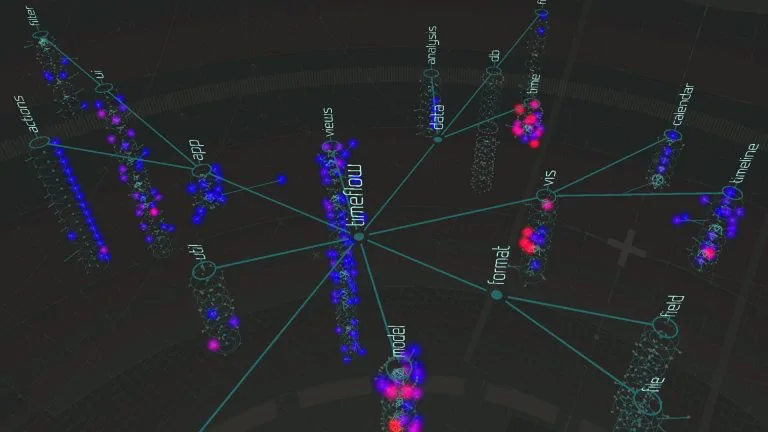 filter
ui
analysis
db
time
data
calendar
actions
app
views
timeflow
vis
timeline
util
format
model
field
file